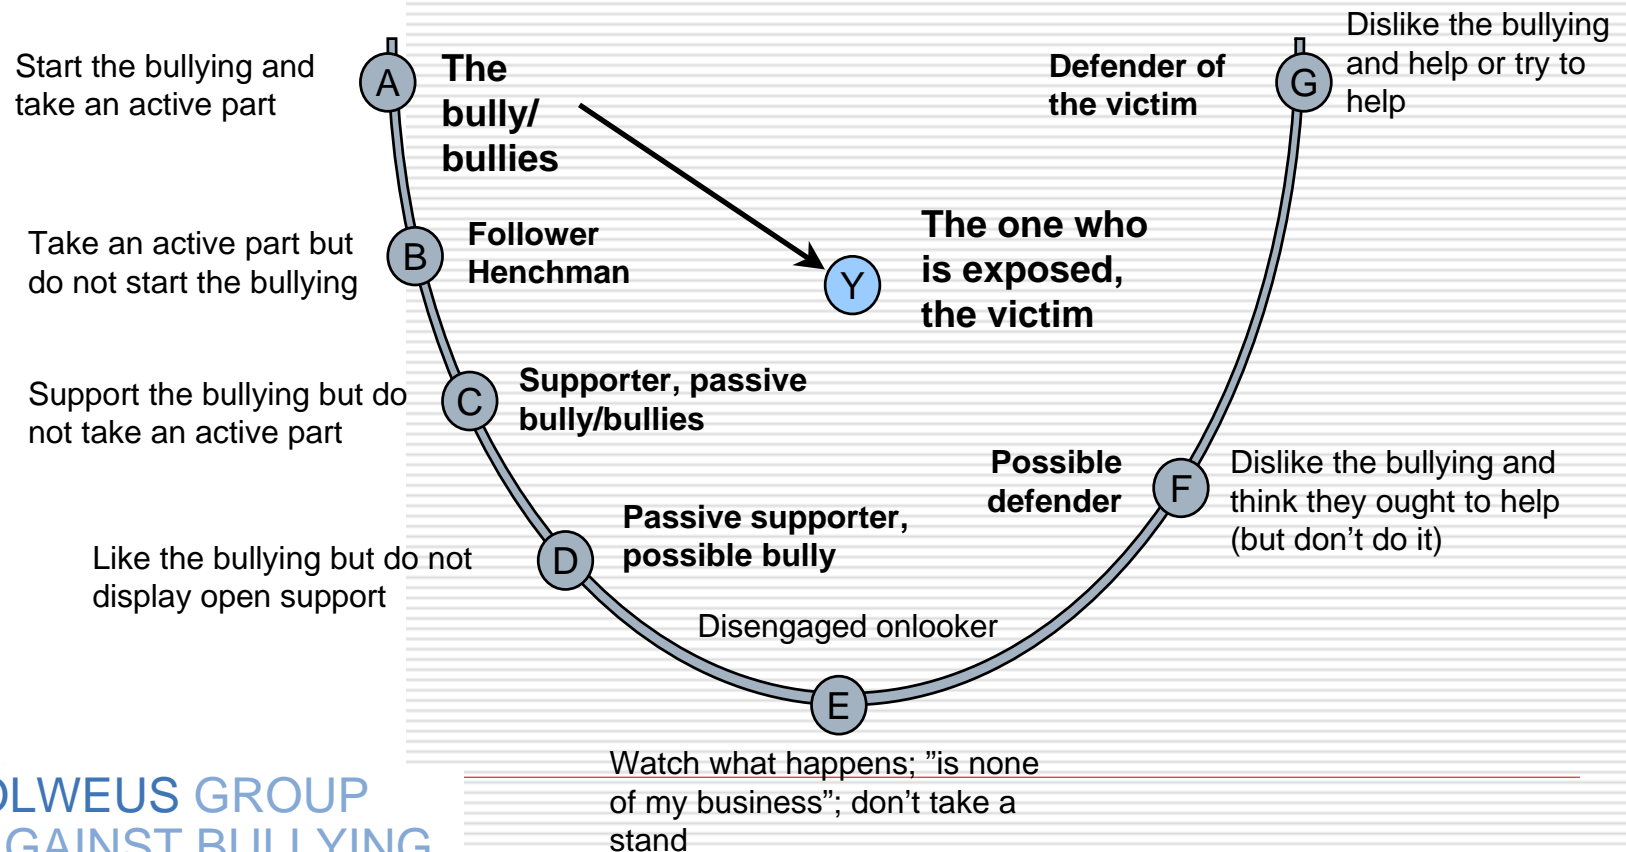 Start the bullying and
take an active part
A
The
bully/
bullies
Defender of
the victim
G
Dislike the bullying
and help or try to
help
Take an active part but
do not start the bullying
B
Follower
Henchman
Y
The one who
is exposed,
the victim
Support the bullying but do
not take an active part
C
Supporter, passive
bully/bullies
Possible
defender
F
Dislike the bullying and
think they ought to help
(but don't do it)
Like the bullying but do not
display open support
D
Passive supporter,
possible bully
Disengaged onlooker
E
Watch what happens; ”is none
of my business”; don't take a
stand
OLWEUS GROUP
GAINST BULLYING